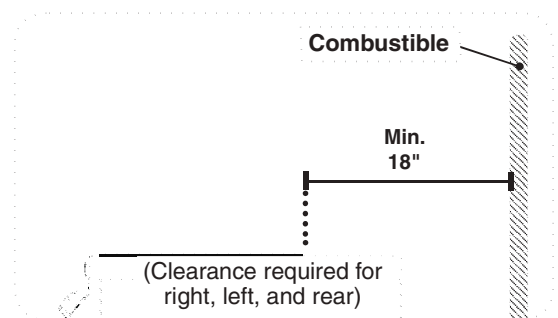 Combustible
Min.
18"
(Clearance required for
right, left, and rear)